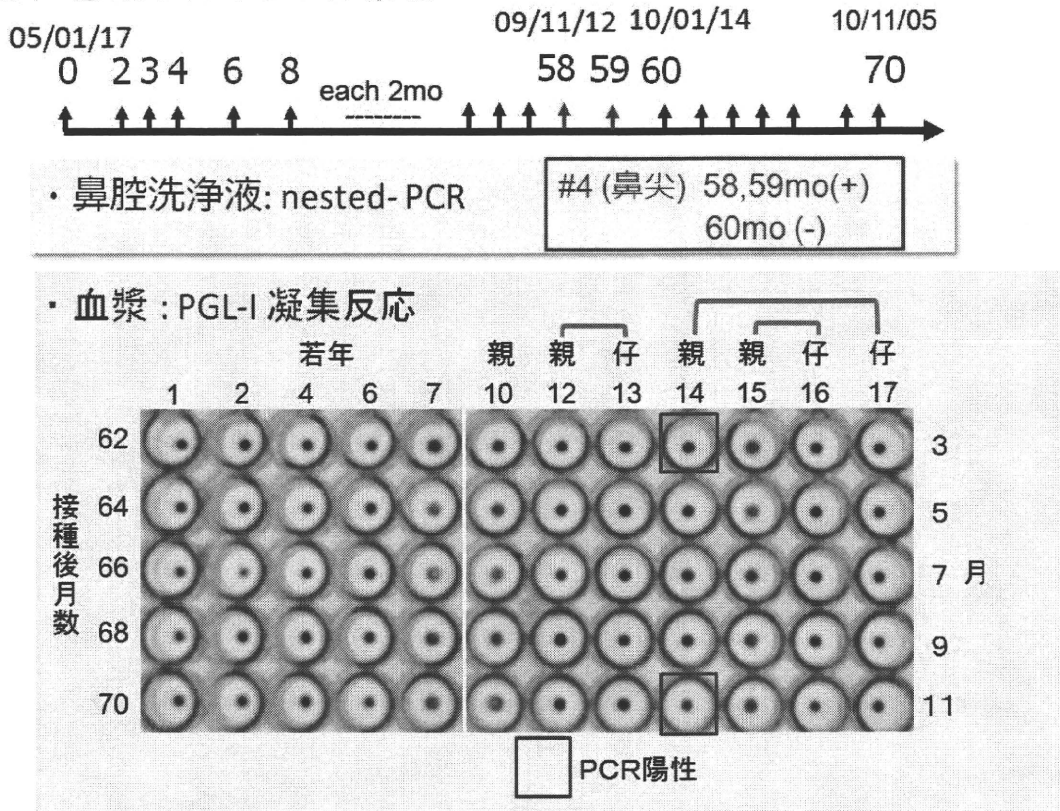 05/01/17 09/11/12 10/01/14 10/11/05
0 2 3 4 6 8 each 2mo 58 59 60 70
・鼻腔洗浄液: nested- PCR
#4 (鼻尖) 58,59mo(+)
60mo (-)
・血漿 : PGL-I 凝集反応
若年 親 親 仔 親 親 仔 仔
1 2 4 6 7 10 12 13 14 15 16 17
62 3
64 5
66 7 月
68 9
70 11
接種後月数
PCR陽性